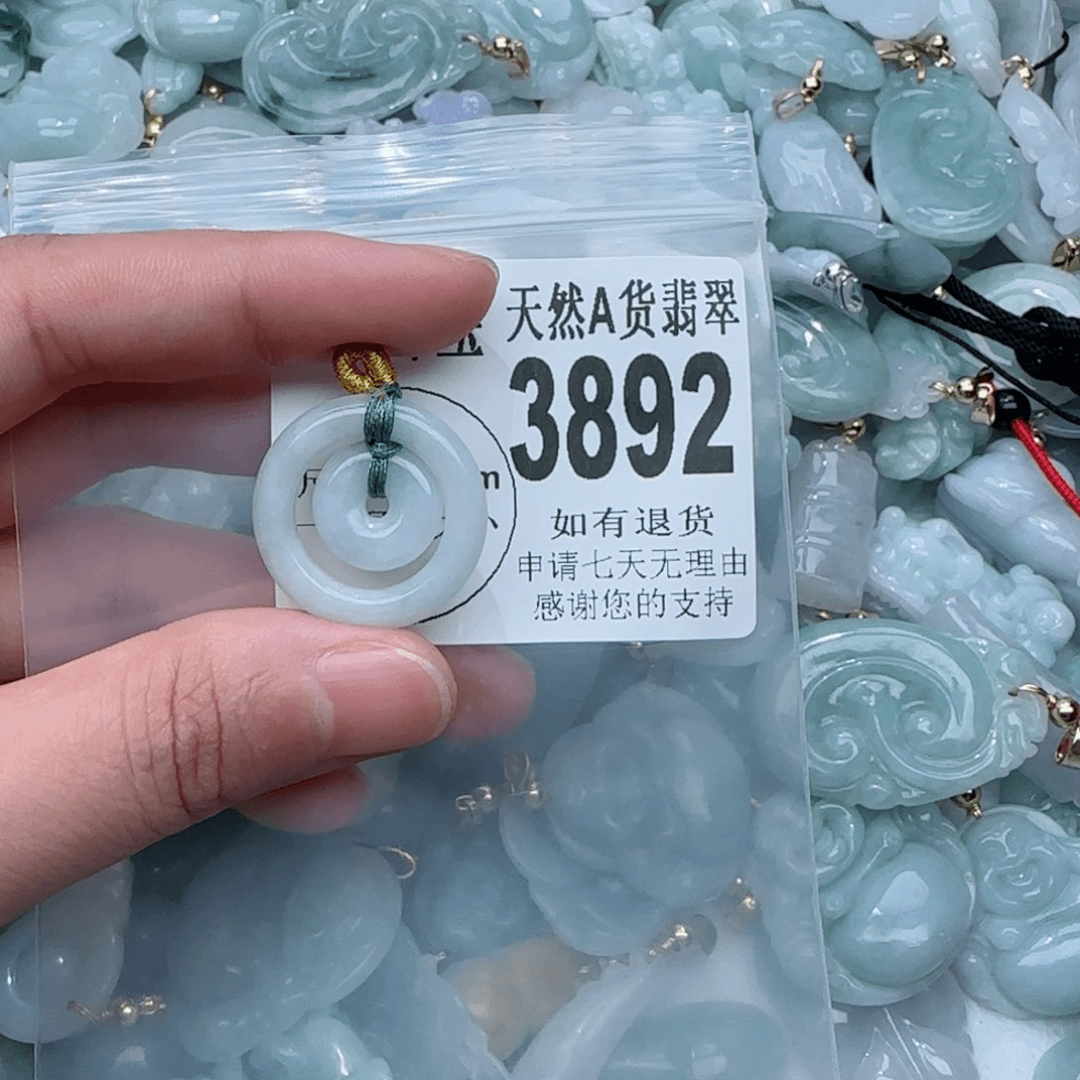 天然A货翡翠
玉
3892
m
如有退货
申请七天无理由
感谢您的支持